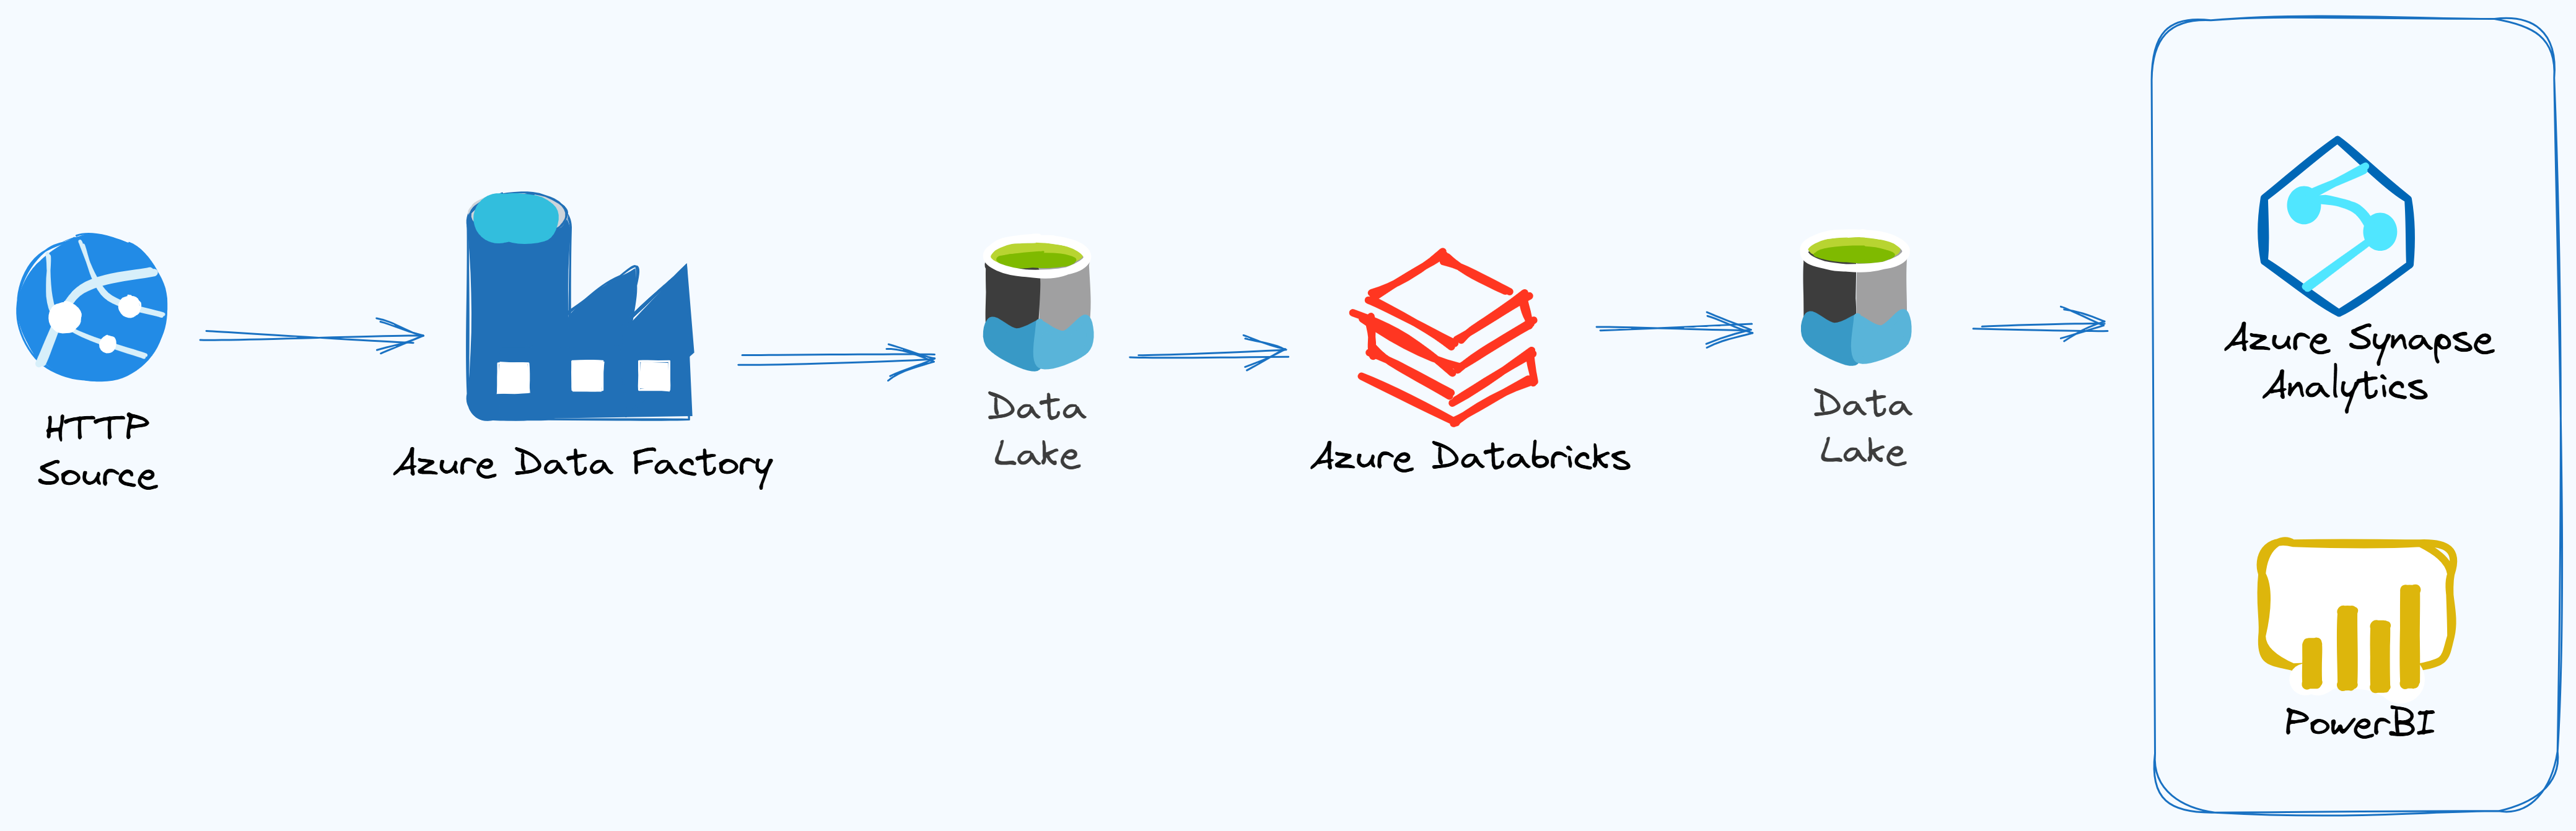 HTTP
Source
Azure Data Factory
Data
Lake
Azure Databricks
Data
Lake
Azure Synapse
Analytics
PowerBI